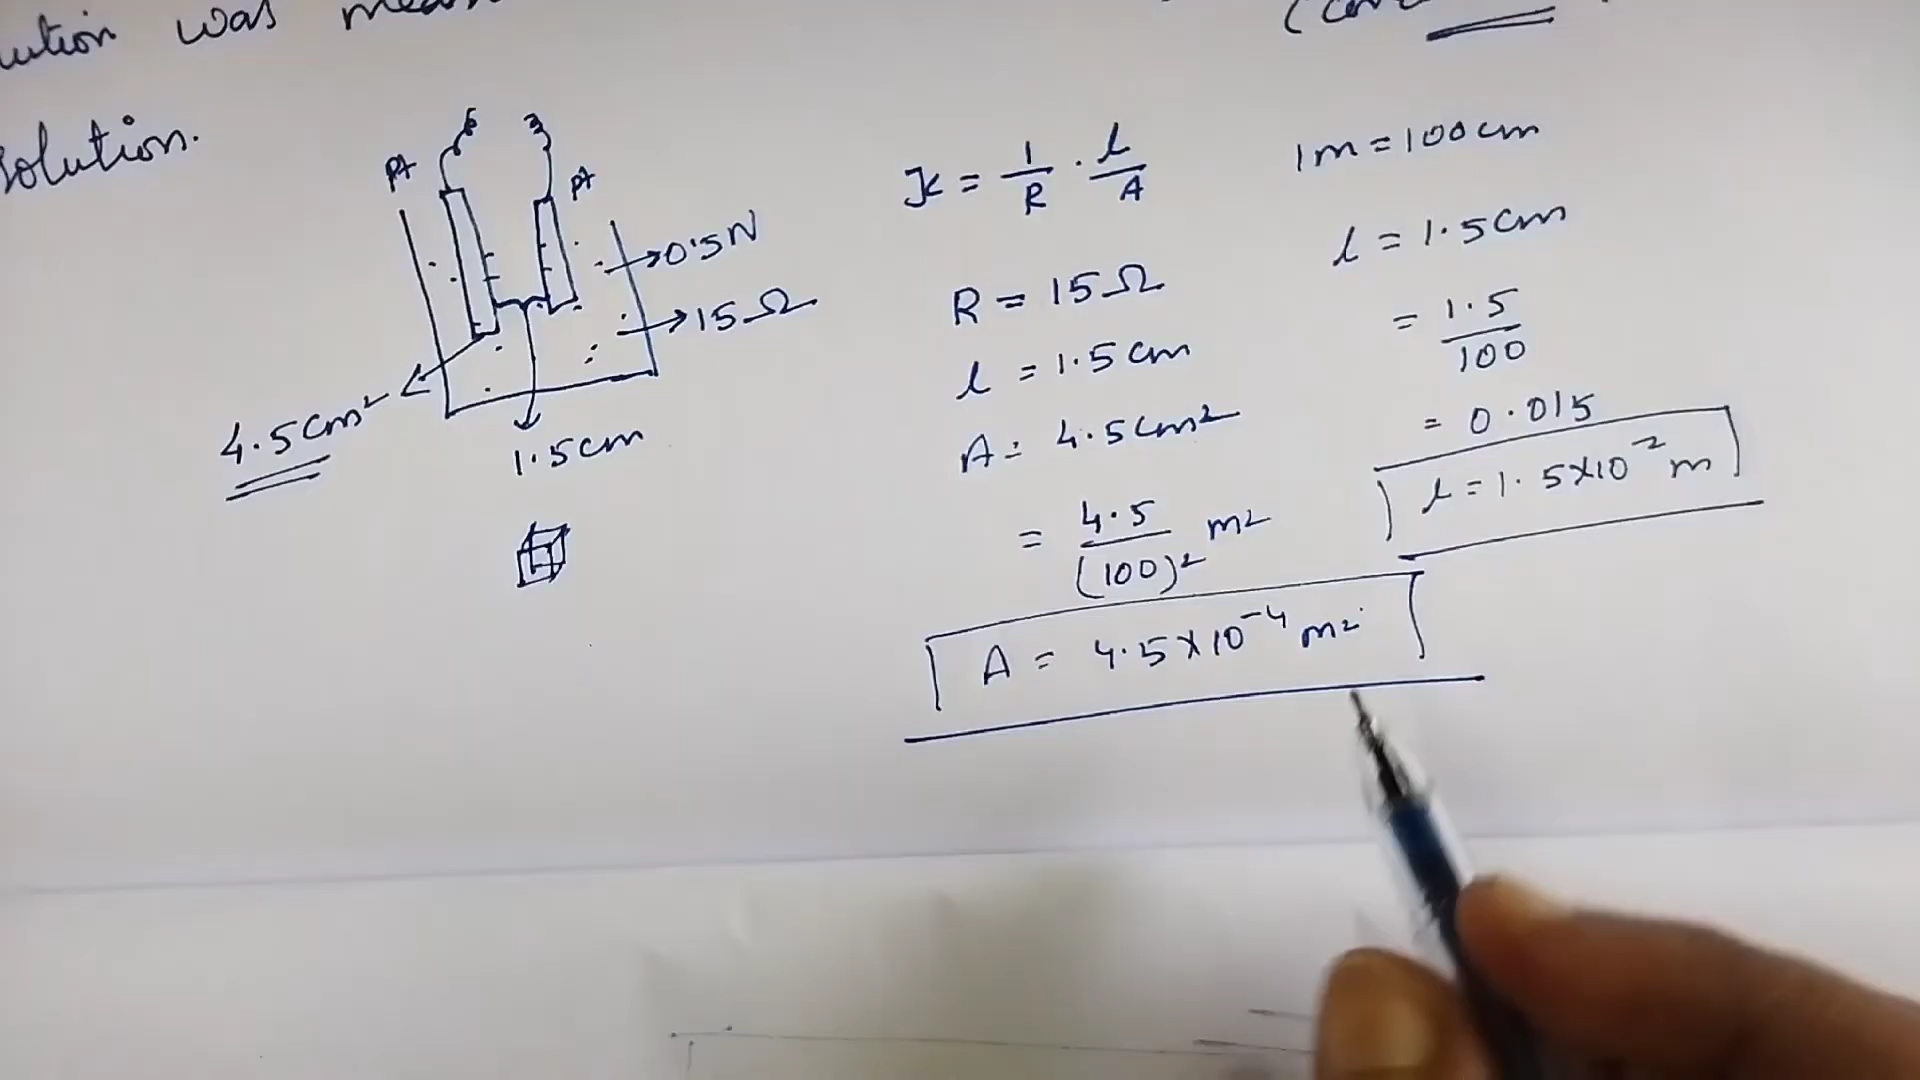 was
solution.
Pt
Pt
0.5N
15Ω
4.5cm²
1.5cm
K = 1/R . l/A
R = 15Ω
l = 1.5cm
A = 4.5cm²
= 4.5/(100)² m²
A = 4.5×10⁻⁴ m²
1m = 100cm
l = 1.5cm
= 1.5/100
= 0.015
l = 1.5×10⁻² m